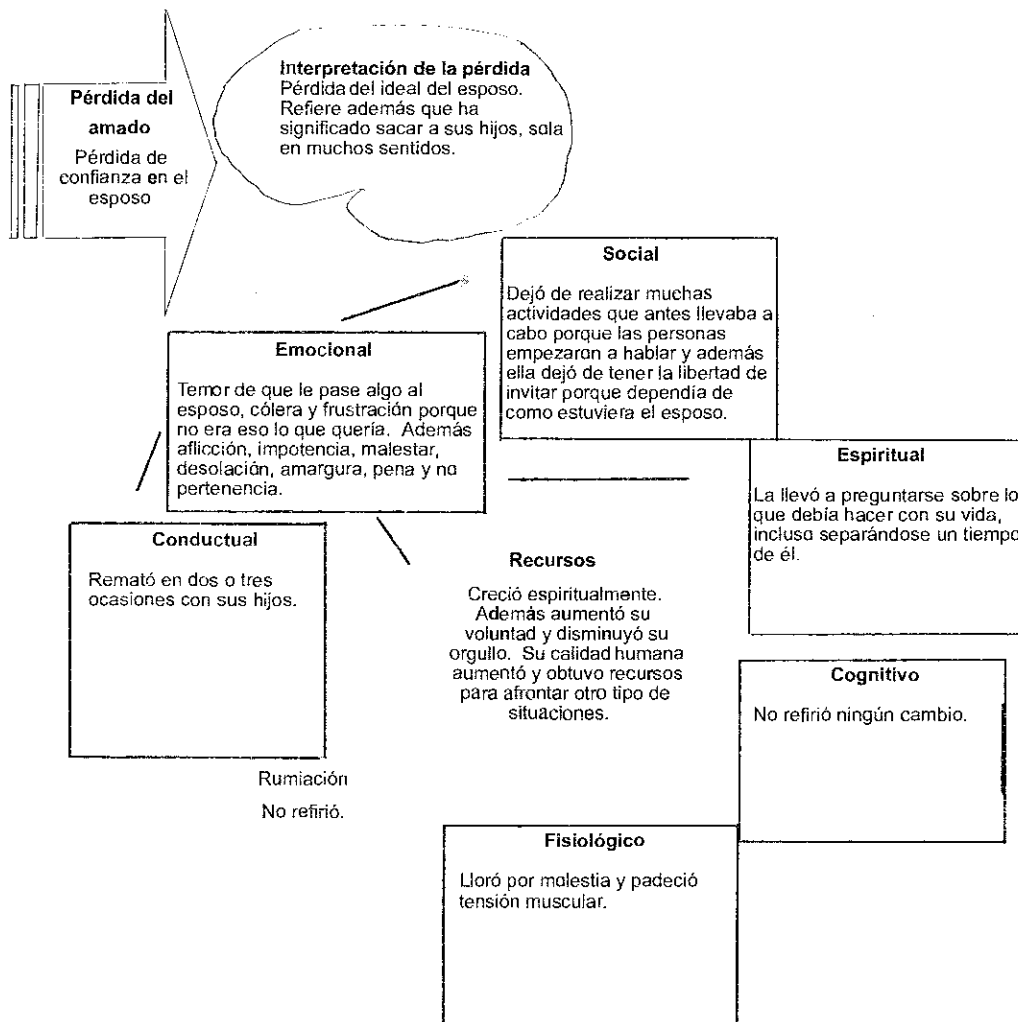 Pérdida del
amado
Pérdida de
confianza en el
esposo
Interpretación de la pérdida
Pérdida del ideal del esposo.
Refiere además que ha
significado sacar a sus hijos, sola
en muchos sentidos.
Social
Dejó de realizar muchas
actividades que antes llevaba a
cabo porque las personas
empezaron a hablar y además
ella dejó de tener la libertad de
invitar porque dependía de
como estuviera el esposo.
Emocional
Temor de que le pase algo al
esposo, cólera y frustración porque
no era eso lo que quería. Además
aflicción, impotencia, malestar,
desolación, amargura, pena y no
pertenencia.
Espiritual
La llevó a preguntarse sobre lo
que debía hacer con su vida,
incluso separándose un tiempo
de él.
Conductual
Remató en dos o tres
ocasiones con sus hijos.
Recursos
Creció espiritualmente.
Además aumentó su
voluntad y disminuyó su
orgullo. Su calidad humana
aumentó y obtuvo recursos
para afrontar otro tipo de
situaciones.
Cognitivo
No refirió ningún cambio.
Rumiación
No refirió.
Fisiológico
Lloró por molestia y padeció
tensión muscular.